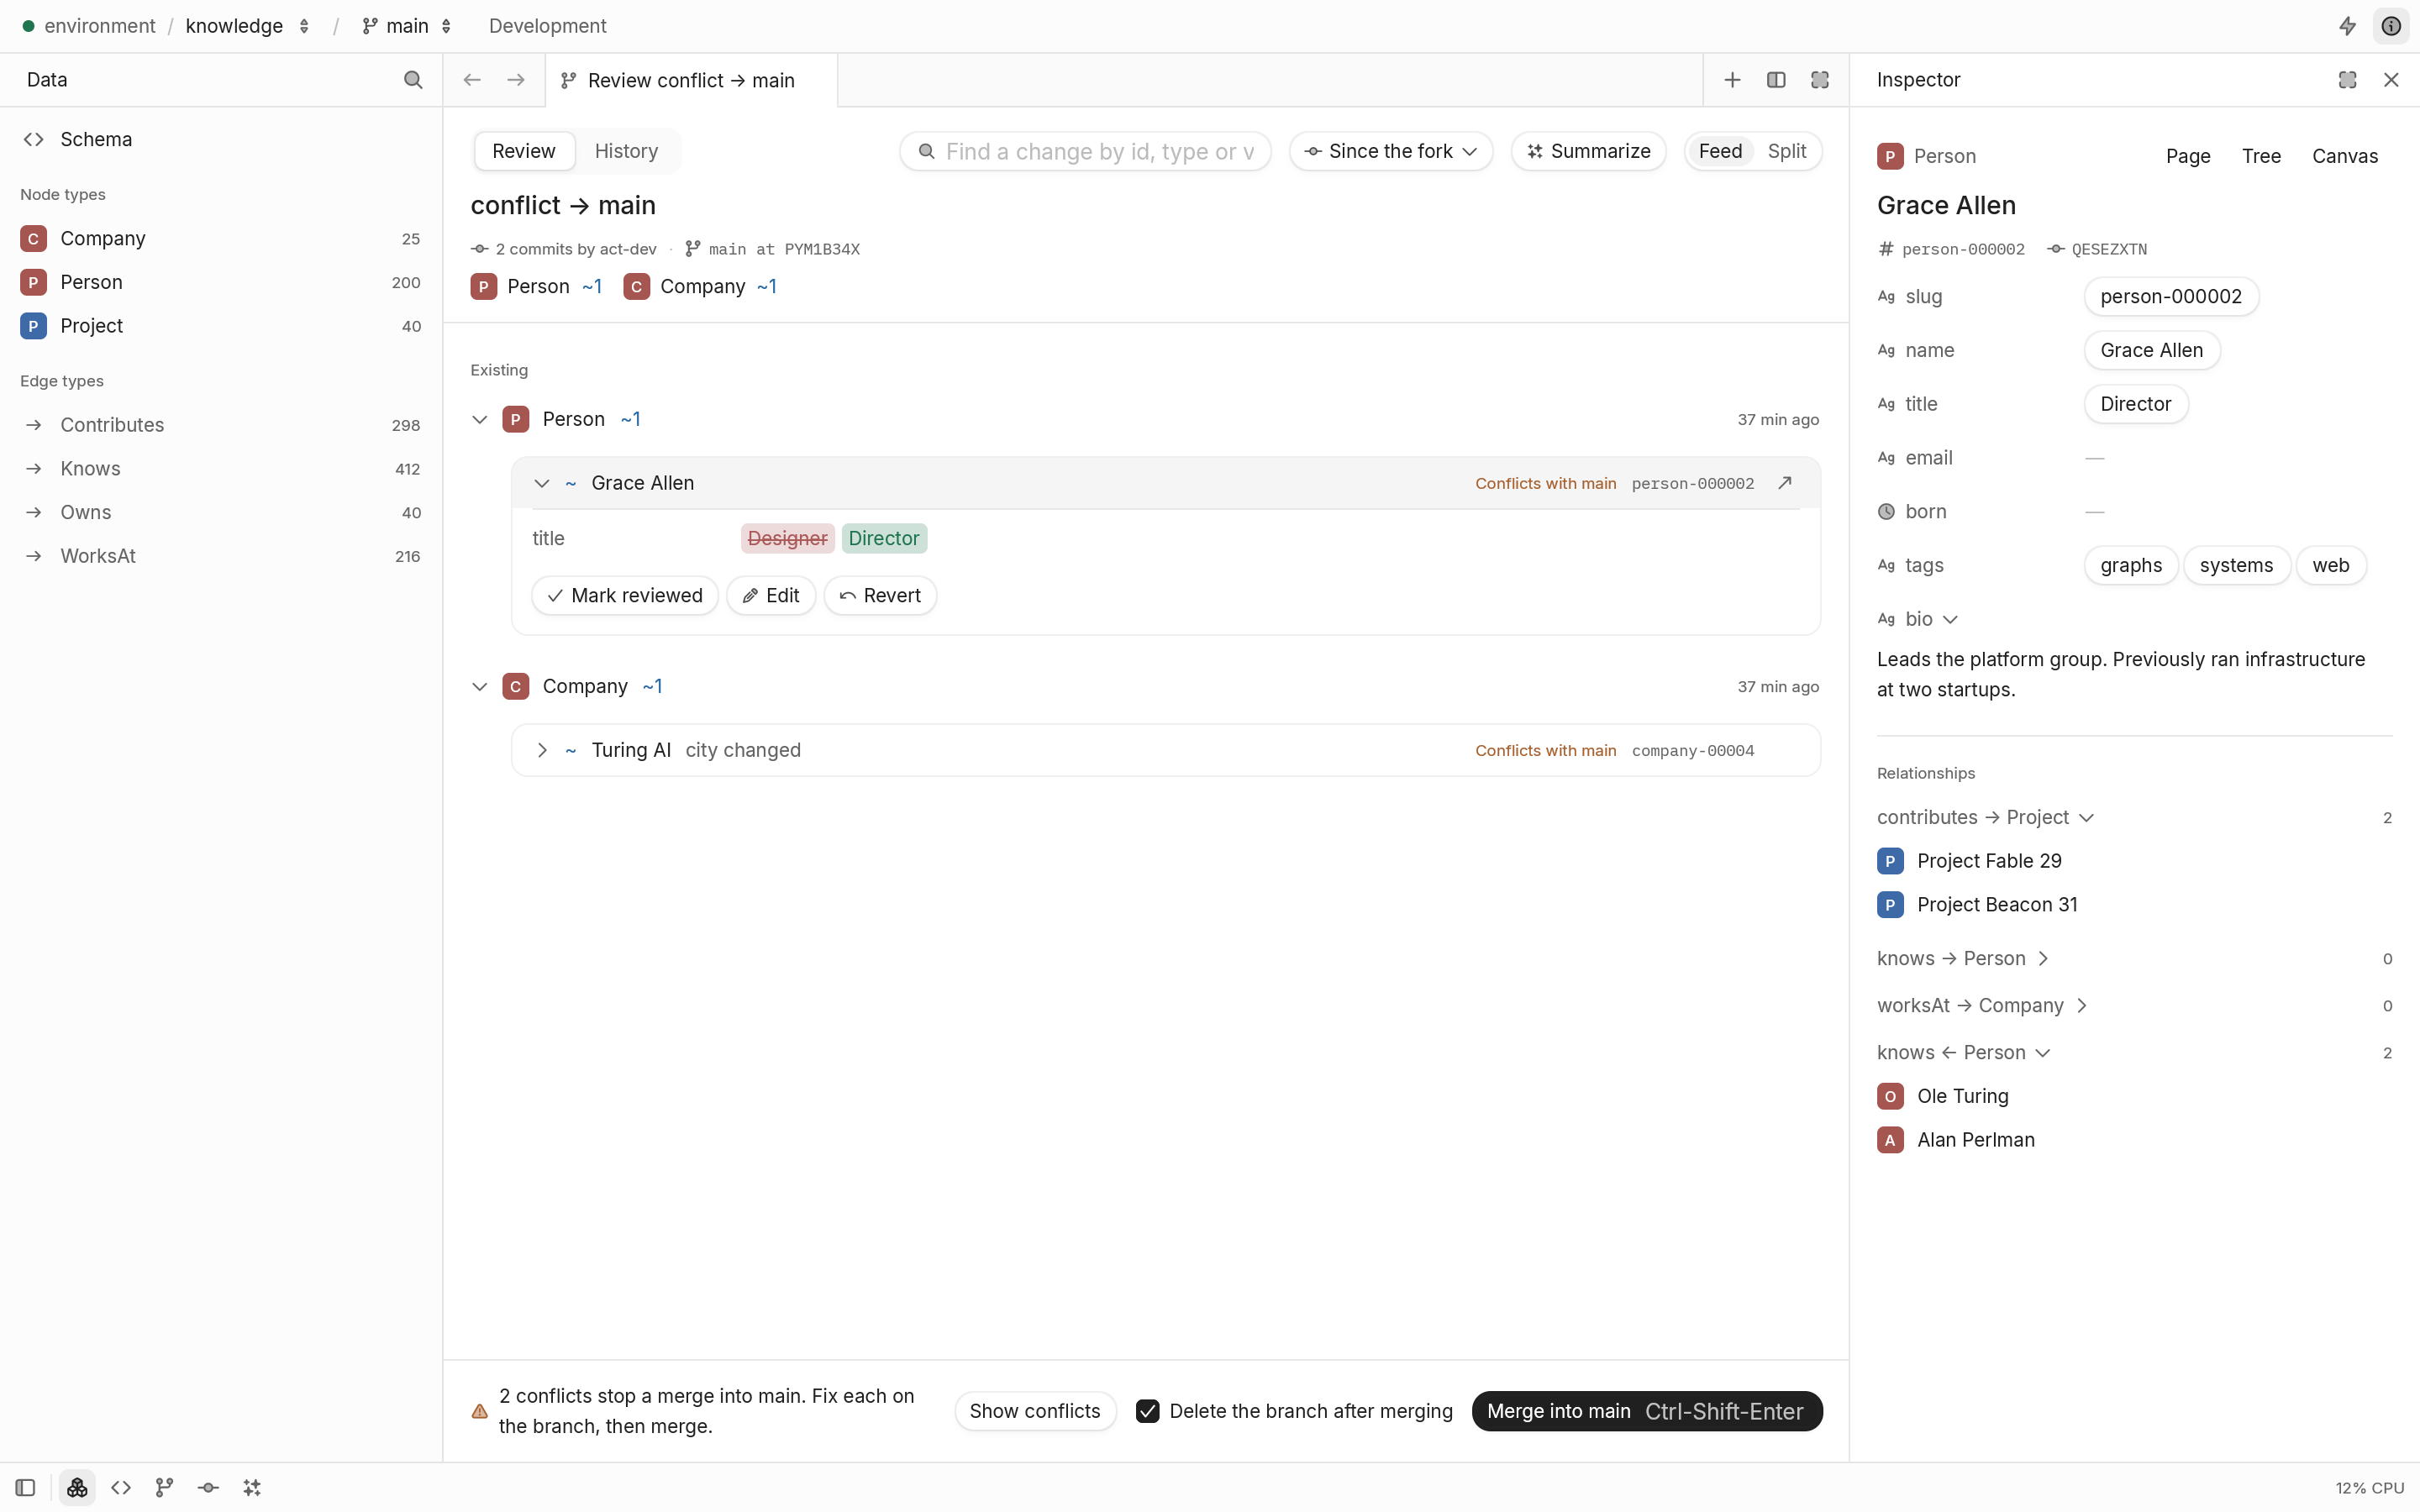 environment / knowledge / main Development
Data
Review conflict → main
Inspector
Schema
Node types
C Company 25
P Person 200
P Project 40
Edge types
→ Contributes 298
→ Knows 412
→ Owns 40
→ WorksAt 216
Review History
Find a change by id, type or v
Since the fork
Summarize
Feed Split
conflict → main
2 commits by act-dev · main at PYM1B34X
P Person ~1 C Company ~1
Existing
P Person ~1 37 min ago
~ Grace Allen Conflicts with main person-000002
title Designer Director
Mark reviewed Edit Revert
C Company ~1 37 min ago
~ Turing AI city changed Conflicts with main company-00004
2 conflicts stop a merge into main. Fix each on
the branch, then merge.
Show conflicts
Delete the branch after merging
Merge into main Ctrl-Shift-Enter
P Person Page Tree Canvas
Grace Allen
# person-000002 QESEZXTN
Ag slug person-000002
Ag name Grace Allen
Ag title Director
Ag email —
born —
Ag tags graphs systems web
Ag bio
Leads the platform group. Previously ran infrastructure
at two startups.
Relationships
contributes → Project 2
P Project Fable 29
P Project Beacon 31
knows → Person 0
worksAt → Company 0
knows ← Person 2
O Ole Turing
A Alan Perlman
12% CPU